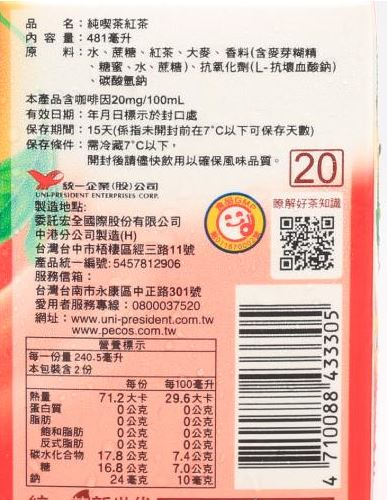 品 名：純喫茶紅茶
內 容 量：481毫升
原 料：水、蔗糖、紅茶、大麥、香料(含麥芽糊精
、糖蜜、水、蔗糖)、抗氧化劑(L-抗壞血酸鈉)
、碳酸氫鈉
本產品含咖啡因20mg/100mL
有效日期：年月日標示於封口處
保存期間：15天(係指未開封前在7°C以下可保存天數)
保存條件：需冷藏7°C以下，
開封後請儘快飲用以確保風味品質。
20
統一企業(股)公司
UNI-PRESIDENT ENTERPRISES CORP.
瞭解好茶知識
製造地點：
委託宏全國際股份有限公司
中港分公司製造(H)
台灣台中市梧棲區經三路11號
產品統一編號：5457812906
服務信箱：
台灣台南市永康區中正路301號
愛用者服務專線：0800037520
網址：www.uni-president.com.tw
www.pecos.com.tw
食品GMP
營養標示
每一份量 240.5毫升
本包裝含 2份
每份 每100毫升
熱量 71.2大卡 29.6大卡
蛋白質 0公克 0公克
脂肪 0公克 0公克
飽和脂肪 0公克 0公克
反式脂肪 0公克 0公克
碳水化合物 17.8公克 7.4公克
糖 16.8公克 7.0公克
鈉 24毫克 10毫克
4 710088 433305